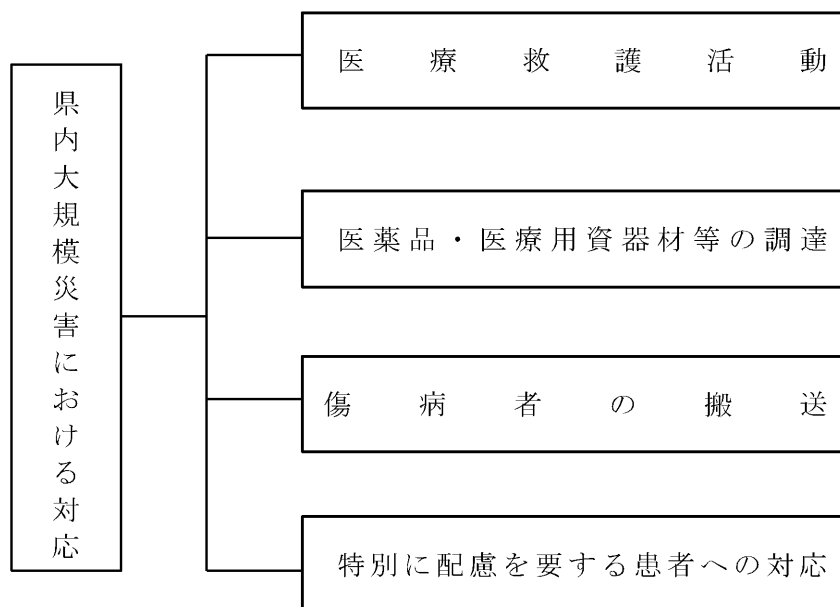 県内大規模災害における対応
医療救護活動
医薬品・医療用資器材等の調達
傷病者の搬送
特別に配慮を要する患者への対応